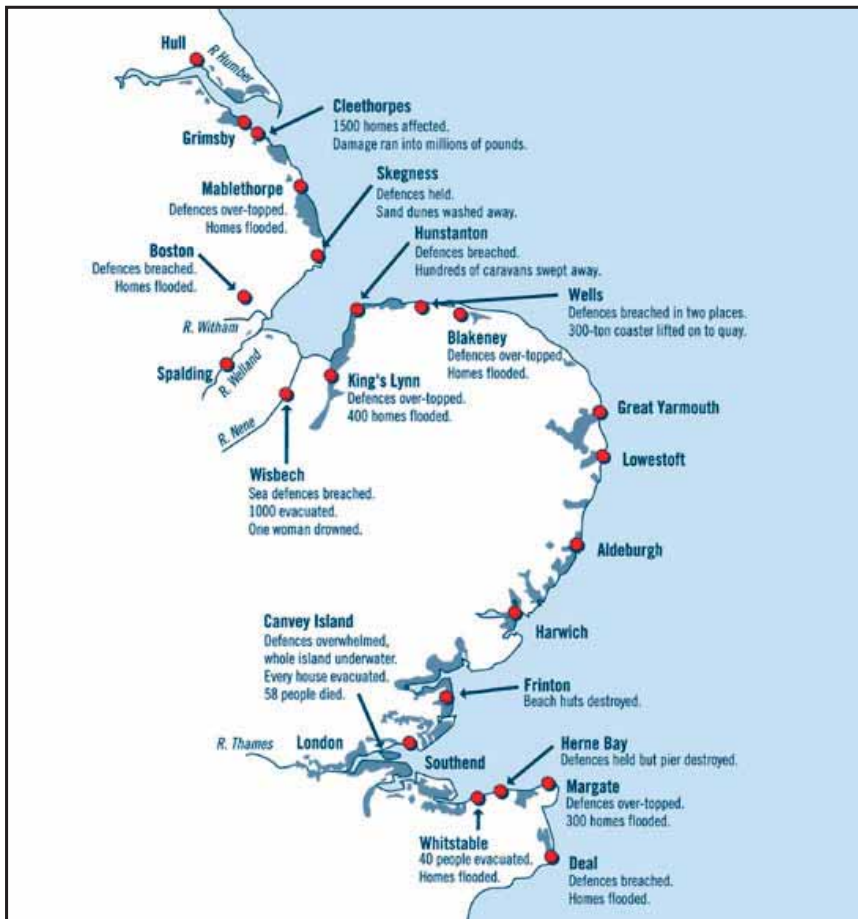 Hull
R Humber
Cleethorpes
1500 homes affected.
Damage ran into millions of pounds.
Grimsby
Skegness
Defences held.
Sand dunes washed away.
Mablethorpe
Defences over-topped.
Homes flooded.
Hunstanton
Defences breached.
Hundreds of caravans swept away.
Boston
Defences breached.
Homes flooded.
Wells
Defences breached in two places.
300-ton coaster lifted on to quay.
R. Witham
Blakeney
Defences over-topped.
Homes flooded.
Spalding
R. Welland
King's Lynn
Defences over-topped.
400 homes flooded.
R. Nene
Great Yarmouth
Lowestoft
Wisbech
Sea defences breached.
1000 evacuated.
One woman drowned.
Aldeburgh
Harwich
Canvey Island
Defences overwhelmed,
whole island underwater.
Every house evacuated.
58 people died.
Frinton
Beach huts destroyed.
R. Thames
London
Southend
Herne Bay
Defences held but pier destroyed.
Margate
Defences over-topped.
300 homes flooded.
Whitstable
40 people evacuated.
Homes flooded.
Deal
Defences breached.
Homes flooded.